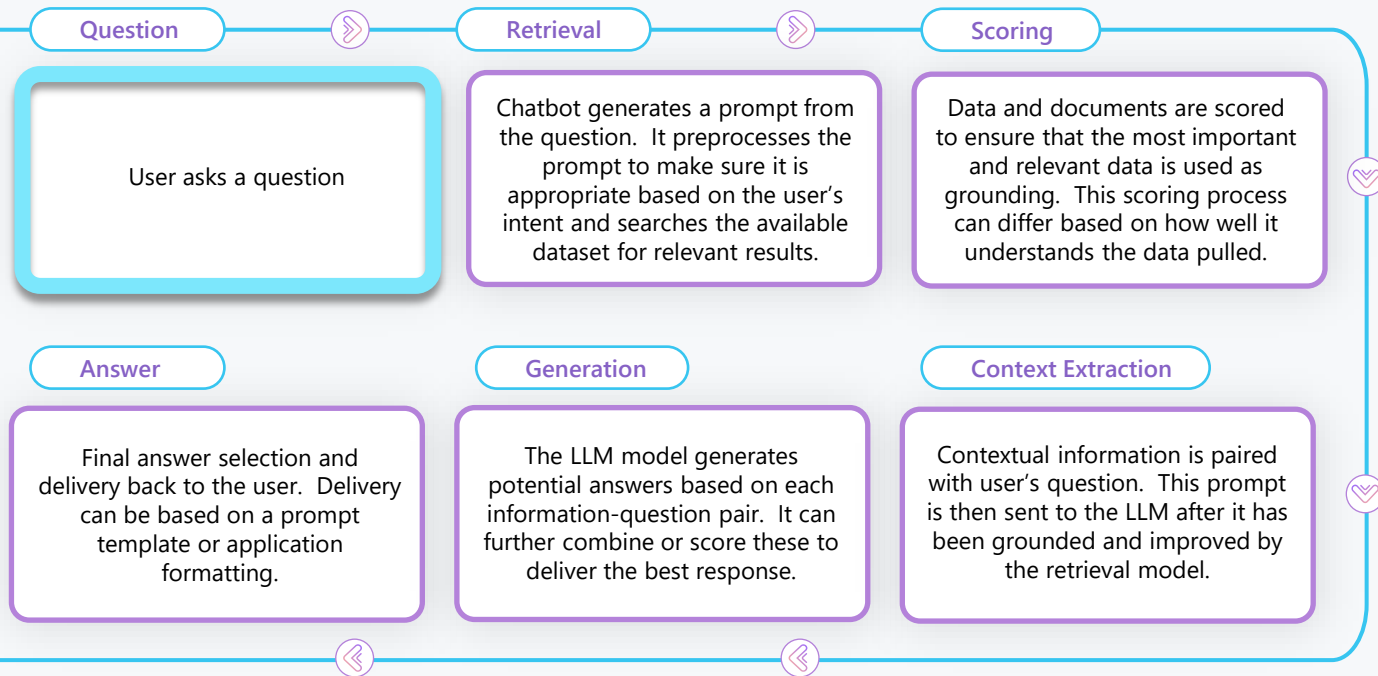 Question
Retrieval
Scoring
User asks a question
Chatbot generates a prompt from
the question.  It preprocesses the
prompt to make sure it is
appropriate based on the user's
intent and searches the available
dataset for relevant results.
Data and documents are scored
to ensure that the most important
and relevant data is used as
grounding.  This scoring process
can differ based on how well it
understands the data pulled.
Answer
Generation
Context Extraction
Final answer selection and
delivery back to the user.  Delivery
can be based on a prompt
template or application
formatting.
The LLM model generates
potential answers based on each
information-question pair.  It can
further combine or score these to
deliver the best response.
Contextual information is paired
with user's question.  This prompt
is then sent to the LLM after it has
been grounded and improved by
the retrieval model.